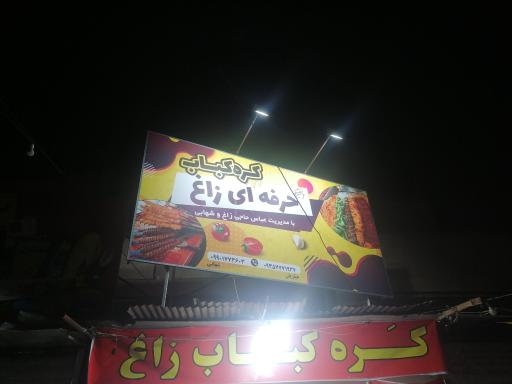 کره کباب
حرفه ای زاغ
با مدیریت عباس حاجی زاغ و شهابی
کره کباب زاغ